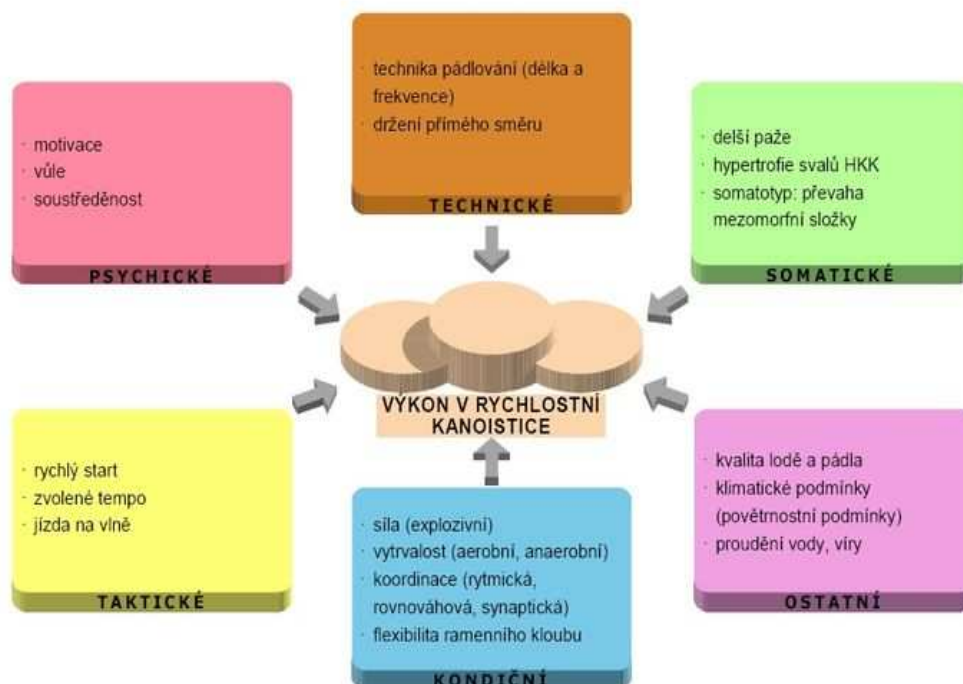 · technika pádlování (délka a
frekvence)
· držení přímého směru
TECHNICKÉ
· motivace
· vůle
· soustředěnost
PSYCHICKÉ
· delší paže
· hypertrofie svalů HKK
· somatotyp: převaha
mezomorfní složky
SOMATICKÉ
VÝKON V RYCHLOSTNÍ
KANOISTICE
· rychlý start
· zvolené tempo
· jízda na vlně
TAKTICKÉ
· síla (explozivní)
· vytrvalost (aerobní, anaerobní)
· koordinace (rytmická,
rovnováhová, synaptická)
· flexibilita ramenního kloubu
KONDIČNÍ
· kvalita lodě a pádla
· klimatické podmínky
(povětrnostní podmínky)
· proudění vody, víry
OSTATNÍ